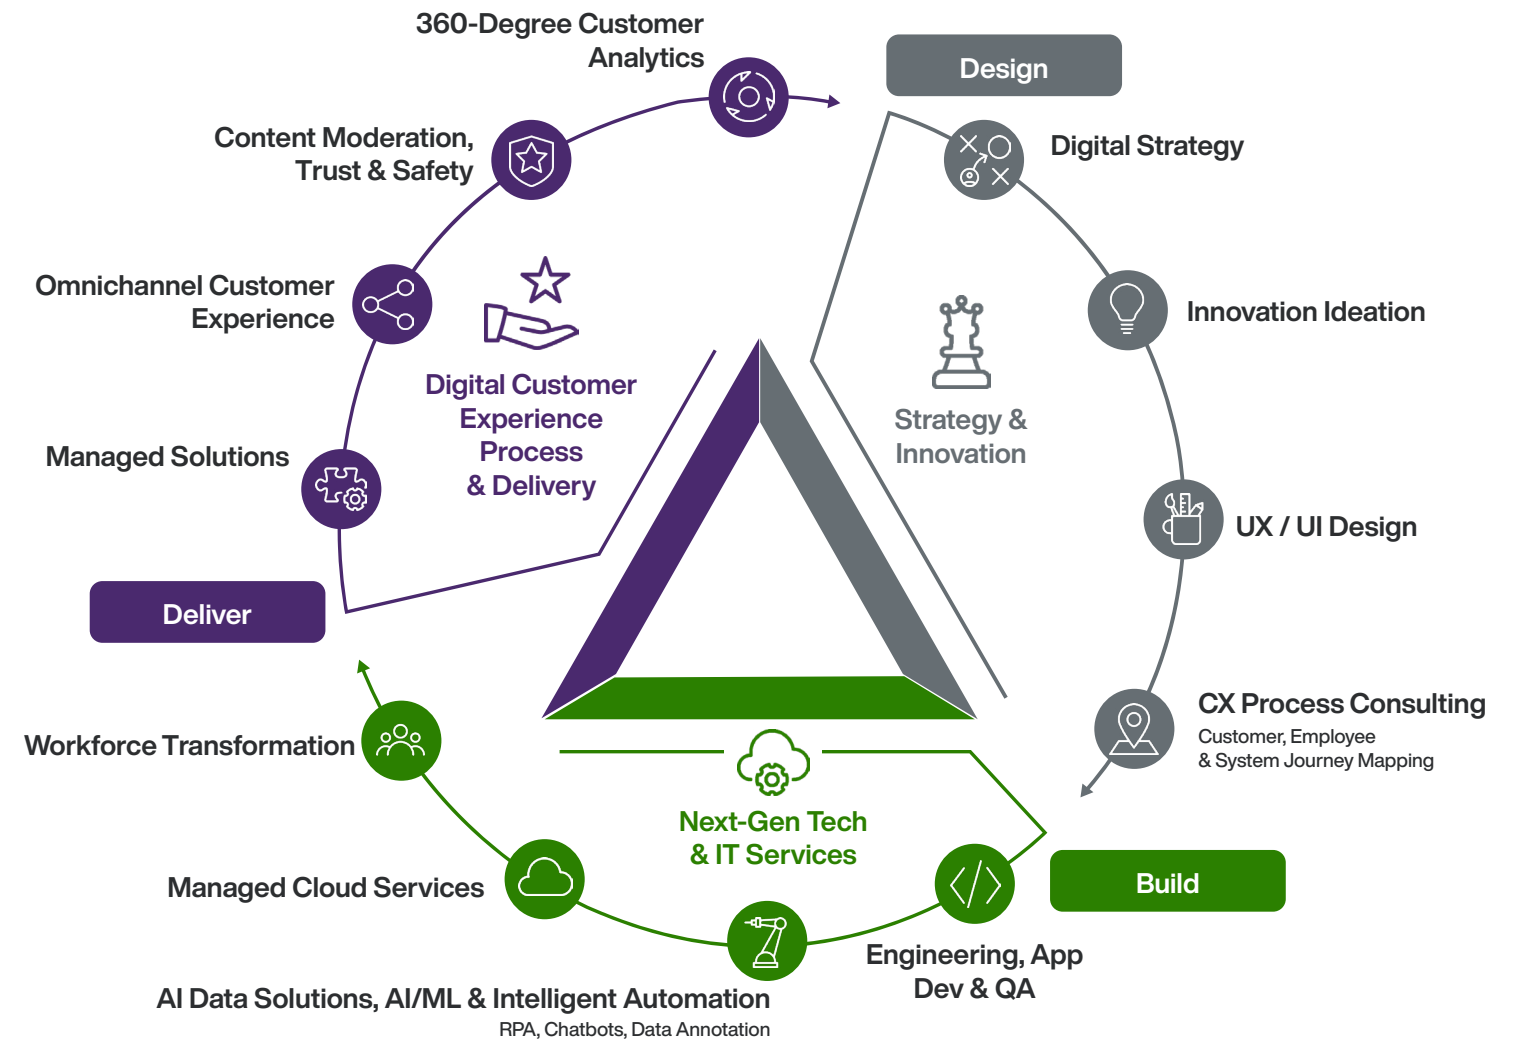 360-Degree Customer
Analytics
Design
Content Moderation,
Trust & Safety
Digital Strategy
Omnichannel Customer
Experience
Innovation Ideation
Digital Customer
Experience
Process
& Delivery
Strategy &
Innovation
Managed Solutions
UX / UI Design
Deliver
CX Process Consulting
Customer, Employee
& System Journey Mapping
Workforce Transformation
Next-Gen Tech
& IT Services
Managed Cloud Services
Build
Engineering, App
Dev & QA
AI Data Solutions, AI/ML & Intelligent Automation
RPA, Chatbots, Data Annotation